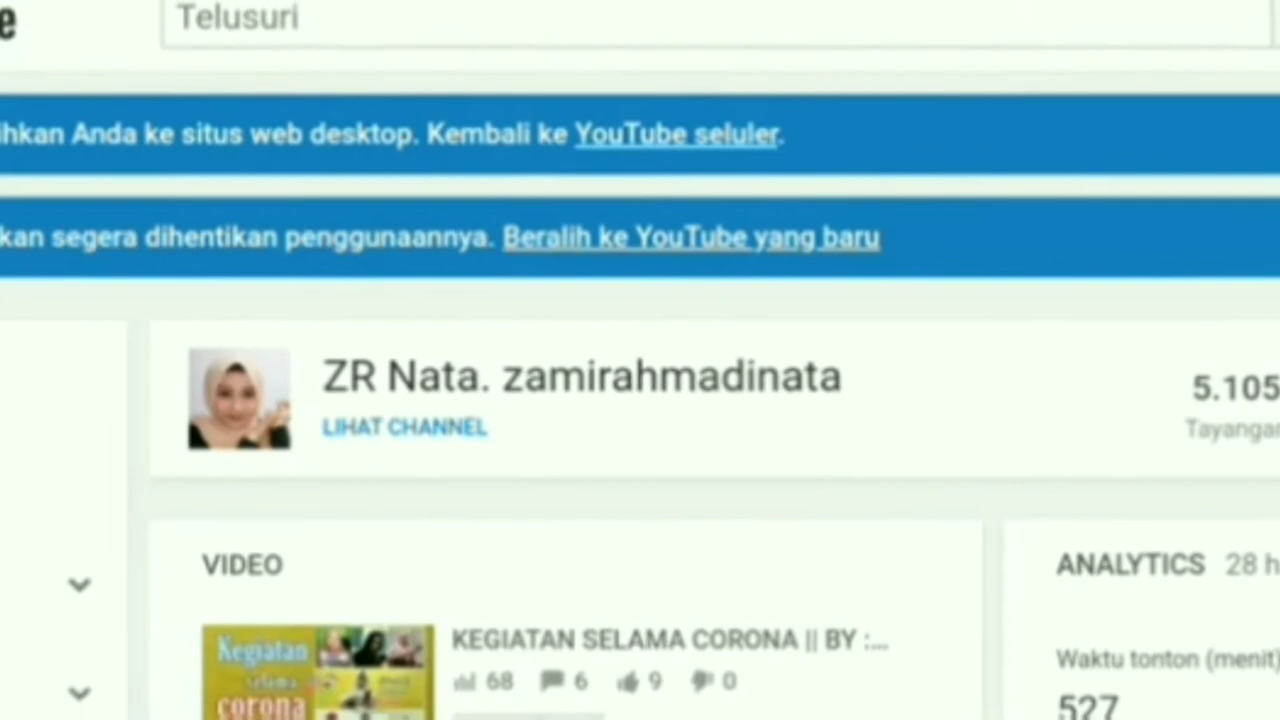 e
Telusuri
ihkan Anda ke situs web desktop. Kembali ke YouTube seluler.
kan segera dihentikan penggunaannya. Beralih ke YouTube yang baru
ZR Nata. zamirahmadinata
LIHAT CHANNEL
5.105
Tayangan
VIDEO
KEGIATAN SELAMA CORONA || BY :...
68 6 9 0
Kegiatan
selama
corona
ANALYTICS 28 h
Waktu tonton (menit)
527